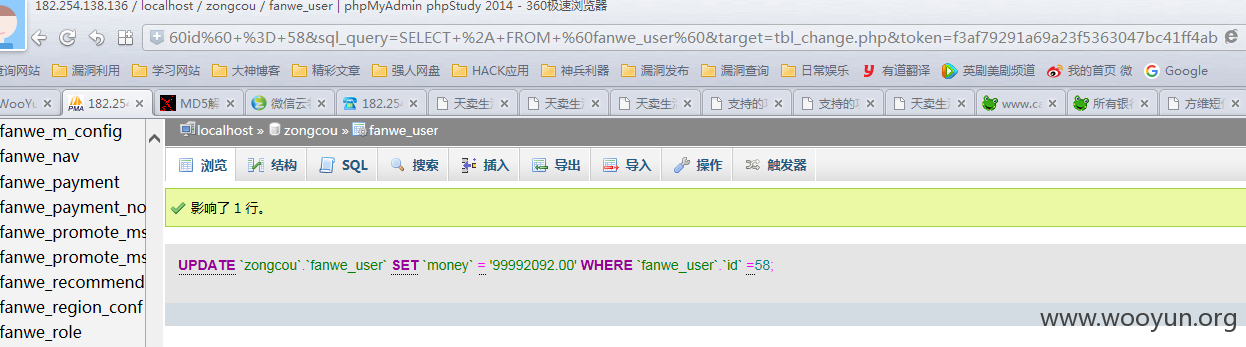 182.254.138.136 / localhost / zongcou / fanwe_user | phpMyAdmin phpStudy 2014 - 360极速浏览器
60id%60+%3D+58&sql_query=SELECT+%2A+FROM+%60fanwe_user%60&target=tbl_change.php&token=f3af79291a69a23f5363047bc41ff4ab
查询网站 漏洞利用 学习网站 大神博客 精彩文章 强人网盘 HACK应用 神兵利器 漏洞发布 漏洞查询 日常娱乐 有道翻译 英剧美剧频道 我的首页 微 Google
WooYu 182.254 MD5解 微信云 182.254 天卖生 天卖生 天卖生 支持的 支持的 天卖生 www.ca 所有银行 方维短
fanwe_m_config
fanwe_nav
fanwe_payment
fanwe_payment_no
fanwe_promote_ms
fanwe_promote_ms
fanwe_recommend
fanwe_region_conf
fanwe_role
localhost » zongcou » fanwe_user
浏览 结构 SQL 搜索 插入 导出 导入 操作 触发器
影响了 1 行。
UPDATE `zongcou`.`fanwe_user` SET `money` = '99992092.00' WHERE `fanwe_user`.`id` =58;
www.wooyun.org